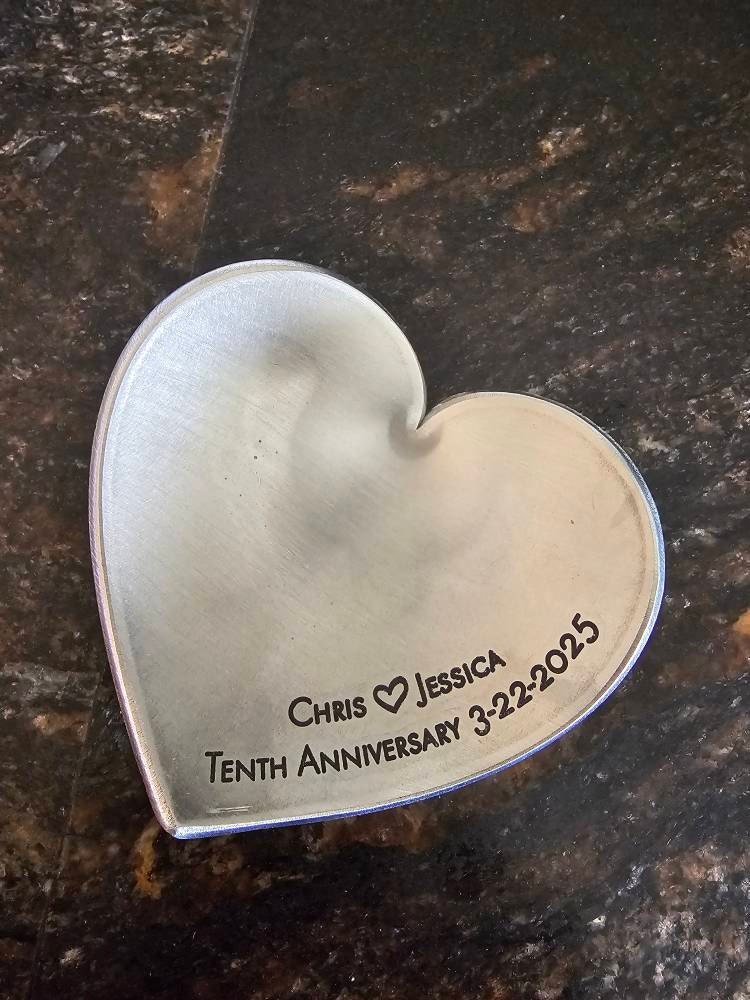 Chris ♡ Jessica
Tenth Anniversary 3-22-2025